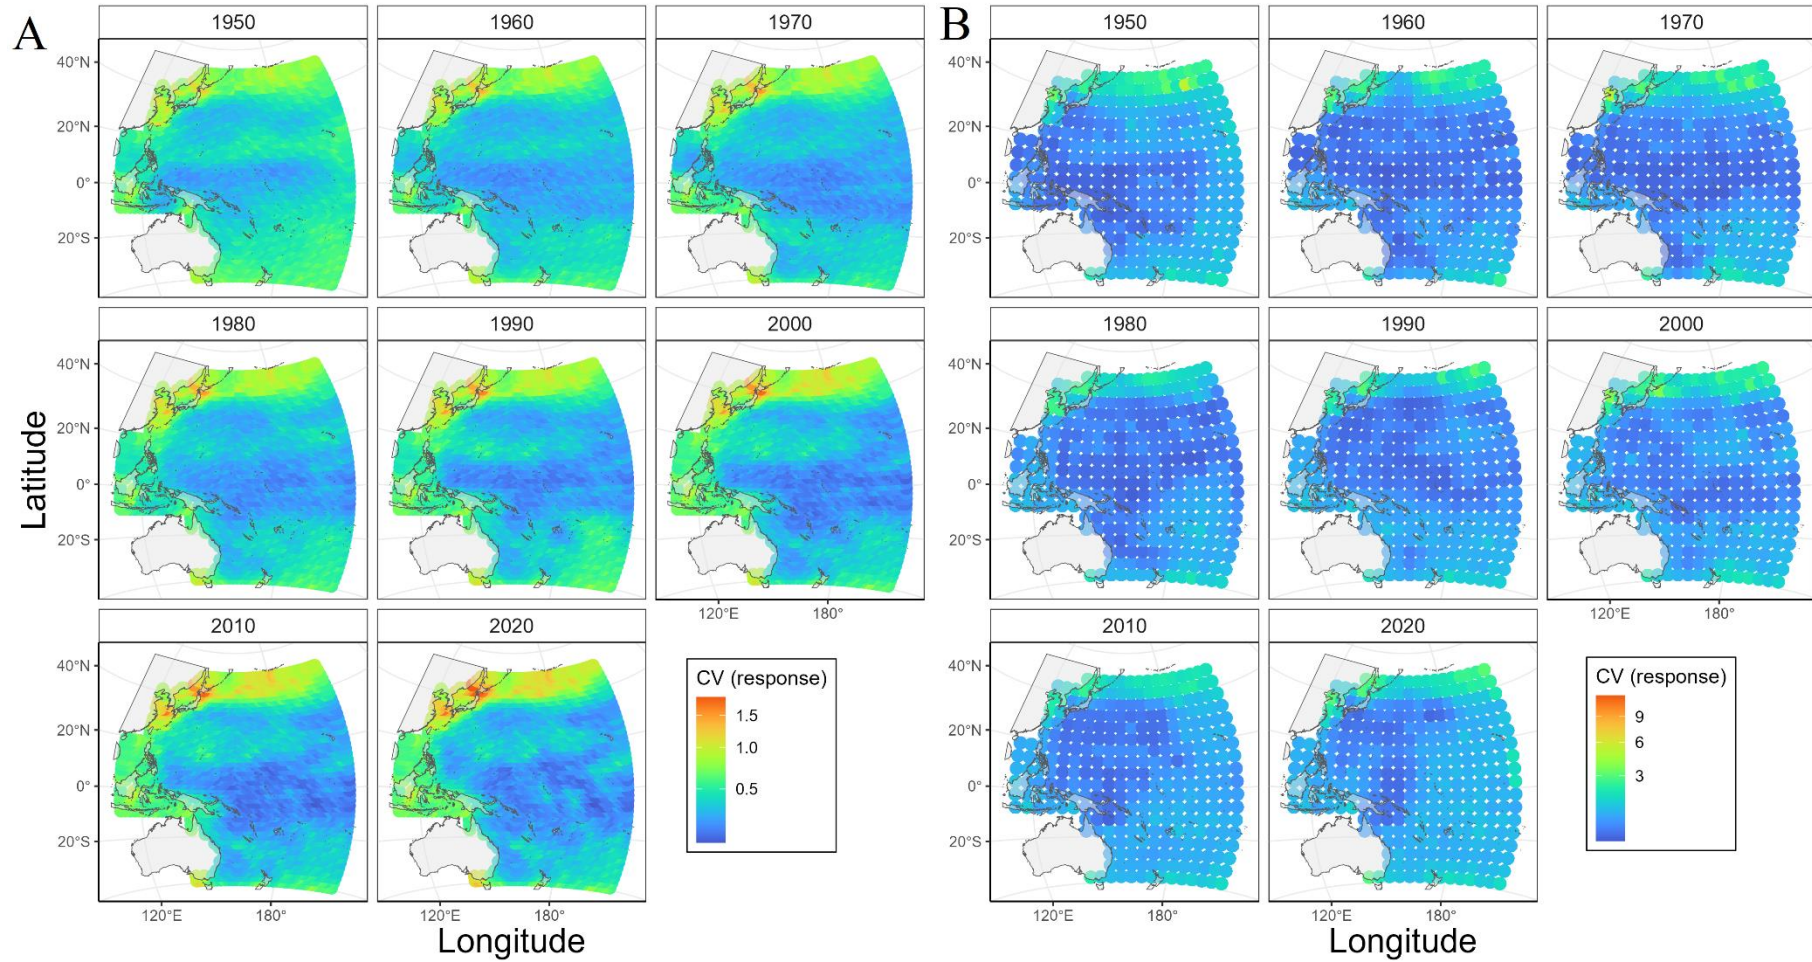 A
1950
1960
1970
40°N
20°N
0°
20°S
1980
1990
2000
40°N
20°N
0°
20°S
120°E
180°
2010
2020
40°N
20°N
0°
20°S
120°E
180°
120°E
180°
CV (response)
1.5
1.0
0.5
Latitude
Longitude
B
1950
1960
1970
40°N
20°N
0°
20°S
1980
1990
2000
40°N
20°N
0°
20°S
120°E
180°
2010
2020
40°N
20°N
0°
20°S
120°E
180°
120°E
180°
CV (response)
9
6
3
Longitude